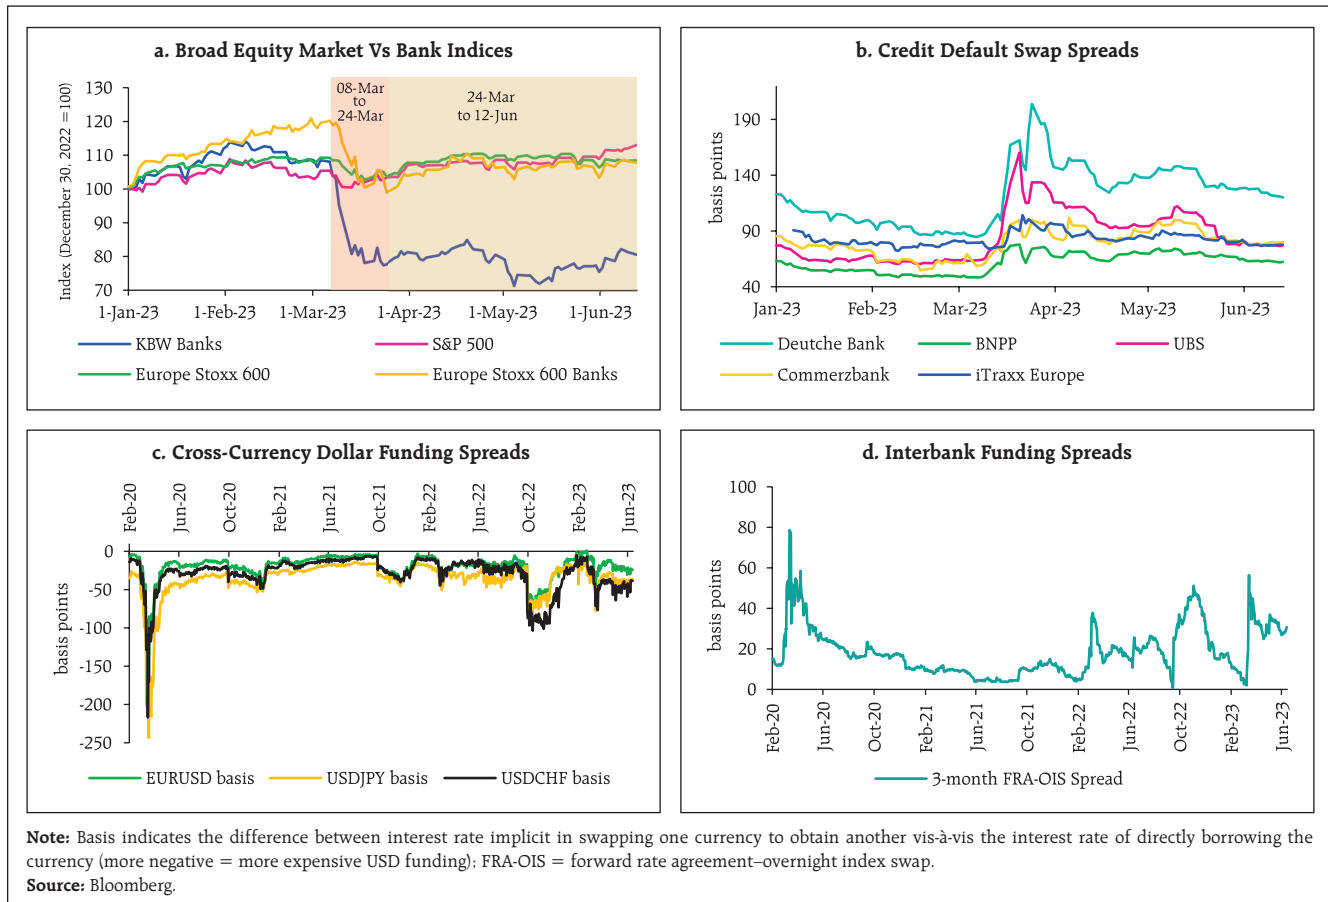 a. Broad Equity Market Vs Bank Indices
Index (December 30, 2022 = 100)
130
120
110
100
90
80
70
08-Mar
to
24-Mar
24-Mar
to 12-Jun
1-Jan-23 1-Feb-23 1-Mar-23 1-Apr-23 1-May-23 1-Jun-23
KBW Banks S&P 500
Europe Stoxx 600 Europe Stoxx 600 Banks
b. Credit Default Swap Spreads
basis points
190
140
90
40
Jan-23 Feb-23 Mar-23 Apr-23 May-23 Jun-23
Deutche Bank BNPP UBS
Commerzbank iTraxx Europe
c. Cross-Currency Dollar Funding Spreads
Feb-20 Jun-20 Oct-20 Feb-21 Jun-21 Oct-21 Feb-22 Jun-22 Oct-22 Feb-23 Jun-23
basis points
0
-50
-100
-150
-200
-250
EURUSD basis USDJPY basis USDCHF basis
d. Interbank Funding Spreads
basis points
100
80
60
40
20
0
Feb-20 Jun-20 Oct-20 Feb-21 Jun-21 Oct-21 Feb-22 Jun-22 Oct-22 Feb-23 Jun-23
3-month FRA-OIS Spread
Note: Basis indicates the difference between interest rate implicit in swapping one currency to obtain another vis-à-vis the interest rate of directly borrowing the
currency (more negative = more expensive USD funding); FRA-OIS = forward rate agreement–overnight index swap.
Source: Bloomberg.